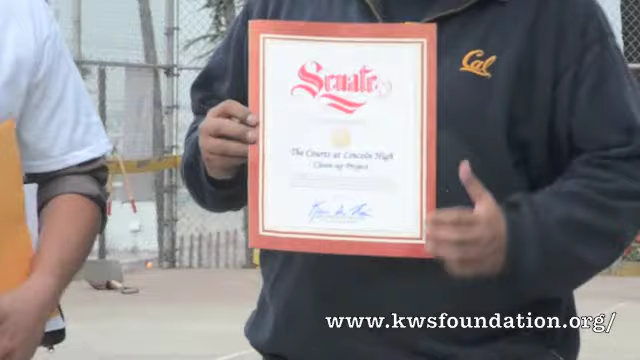 Senate
Cal
The Courts at Lincoln High
Clean-up Project
www.kwsfoundation.org/